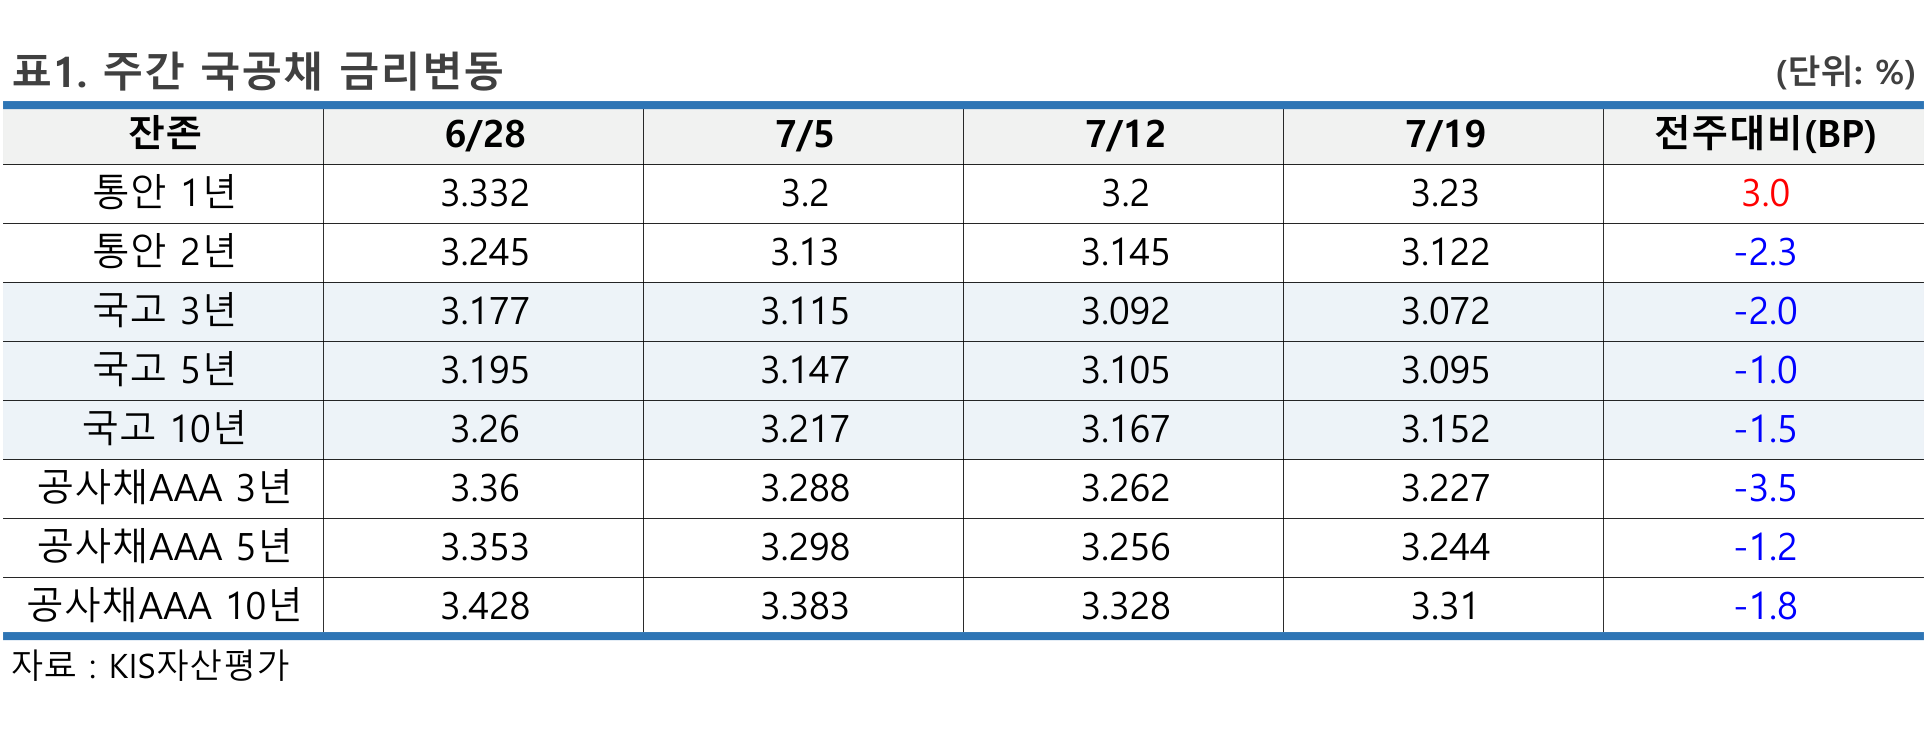 표1. 주간 국공채 금리변동 (단위: %)
잔존 6/28 7/5 7/12 7/19 전주대비(BP)
통안 1년 3.332 3.2 3.2 3.23 3.0
통안 2년 3.245 3.13 3.145 3.122 -2.3
국고 3년 3.177 3.115 3.092 3.072 -2.0
국고 5년 3.195 3.147 3.105 3.095 -1.0
국고 10년 3.26 3.217 3.167 3.152 -1.5
공사채AAA 3년 3.36 3.288 3.262 3.227 -3.5
공사채AAA 5년 3.353 3.298 3.256 3.244 -1.2
공사채AAA 10년 3.428 3.383 3.328 3.31 -1.8
자료 : KIS자산평가